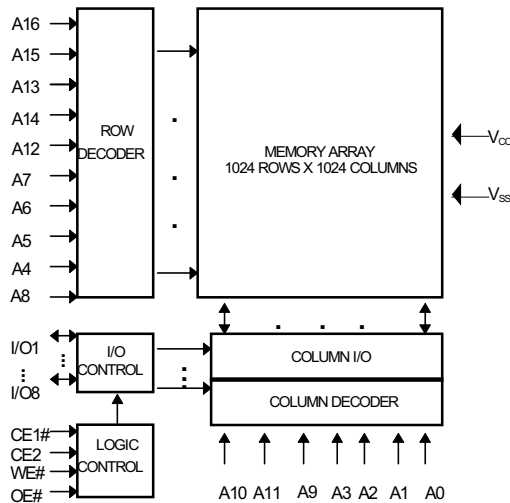 A16
A15
A13
A14
A12
A7
A6
A5
A4
A8
ROW
DECODER
MEMORY ARRAY
1024 ROWS X 1024 COLUMNS
VCC
VSS
I/O1
I/O8
I/O
CONTROL
COLUMN I/O
COLUMN DECODER
CE1#
CE2
WE#
OE#
LOGIC
CONTROL
A10 A11 A9 A3 A2 A1 A0